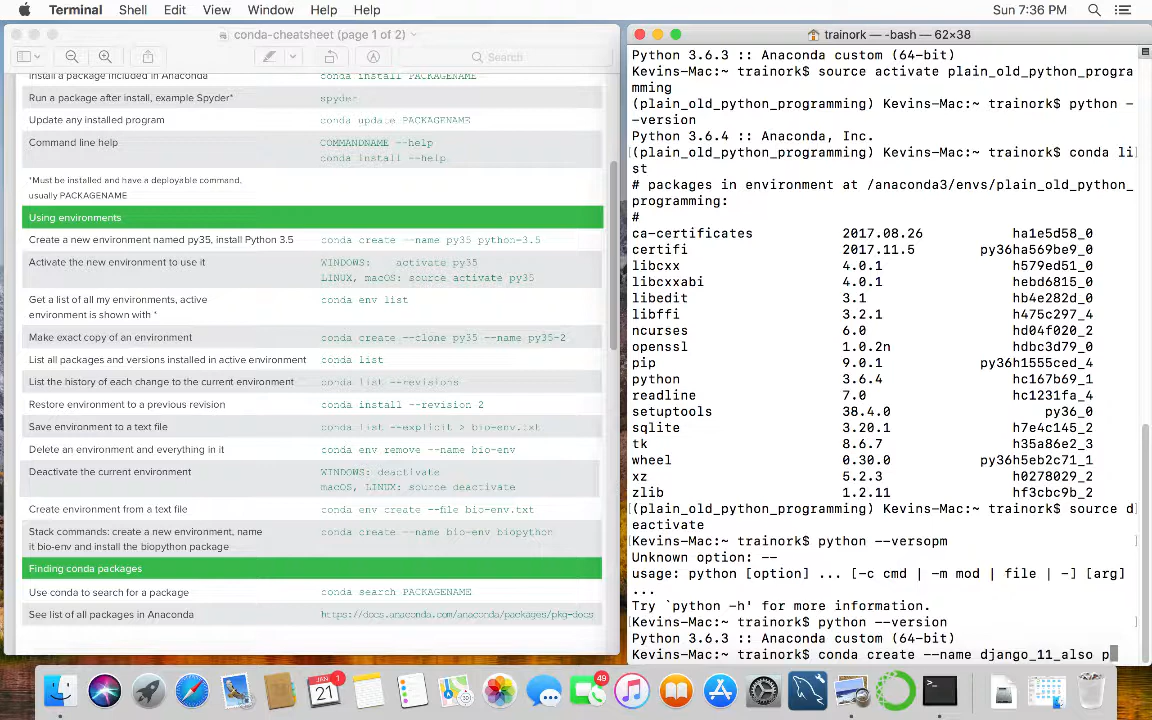 Terminal Shell Edit View Window Help Help Sun 7:36 PM
conda-cheatsheet (page 1 of 2)
Search
Install a package included in Anaconda conda install PACKAGENAME
Run a package after install, example Spyder* spyder
Update any installed program conda update PACKAGENAME
Command line help COMMANDNAME --help
conda install --help
*Must be installed and have a deployable command,
usually PACKAGENAME
Using environments
Create a new environment named py35, install Python 3.5 conda create --name py35 python=3.5
Activate the new environment to use it WINDOWS: activate py35
LINUX, macOS: source activate py35
Get a list of all my environments, active conda env list
environment is shown with *
Make exact copy of an environment conda create --clone py35 --name py35-2
List all packages and versions installed in active environment conda list
List the history of each change to the current environment conda list --revisions
Restore environment to a previous revision conda install --revision 2
Save environment to a text file conda list --explicit > bio-env.txt
Delete an environment and everything in it conda env remove --name bio-env
Deactivate the current environment WINDOWS: deactivate
macOS, LINUX: source deactivate
Create environment from a text file conda env create --file bio-env.txt
Stack commands: create a new environment, name conda create --name bio-env biopython
it bio-env and install the biopython package
Finding conda packages
Use conda to search for a package conda search PACKAGENAME
See list of all packages in Anaconda https://docs.anaconda.com/anaconda/packages/pkg-docs
trainork — -bash — 62×38
Python 3.6.3 :: Anaconda custom (64-bit)
Kevins-Mac:~ trainork$ source activate plain_old_python_progra
mming
(plain_old_python_programming) Kevins-Mac:~ trainork$ python -
-version
Python 3.6.4 :: Anaconda, Inc.
[(plain_old_python_programming) Kevins-Mac:~ trainork$ conda li]
st
# packages in environment at /anaconda3/envs/plain_old_python_
programming:
#
ca-certificates 2017.08.26 ha1e5d58_0
certifi 2017.11.5 py36ha569be9_0
libcxx 4.0.1 h579ed51_0
libcxxabi 4.0.1 hebd6815_0
libedit 3.1 hb4e282d_0
libffi 3.2.1 h475c297_4
ncurses 6.0 hd04f020_2
openssl 1.0.2n hdbc3d79_0
pip 9.0.1 py36h1555ced_4
python 3.6.4 hc167b69_1
readline 7.0 hc1231fa_4
setuptools 38.4.0 py36_0
sqlite 3.20.1 h7e4c145_2
tk 8.6.7 h35a86e2_3
wheel 0.30.0 py36h5eb2c71_1
xz 5.2.3 h0278029_2
zlib 1.2.11 hf3cbc9b_2
[(plain_old_python_programming) Kevins-Mac:~ trainork$ source d]
eactivate
[Kevins-Mac:~ trainork$ python --versopm ]
Unknown option: --
usage: python [option] ... [-c cmd | -m mod | file | -] [arg]
...
Try `python -h' for more information.
[Kevins-Mac:~ trainork$ python --version ]
Python 3.6.3 :: Anaconda custom (64-bit)
Kevins-Mac:~ trainork$ conda create --name django_11_also p
1
JAN
21
49